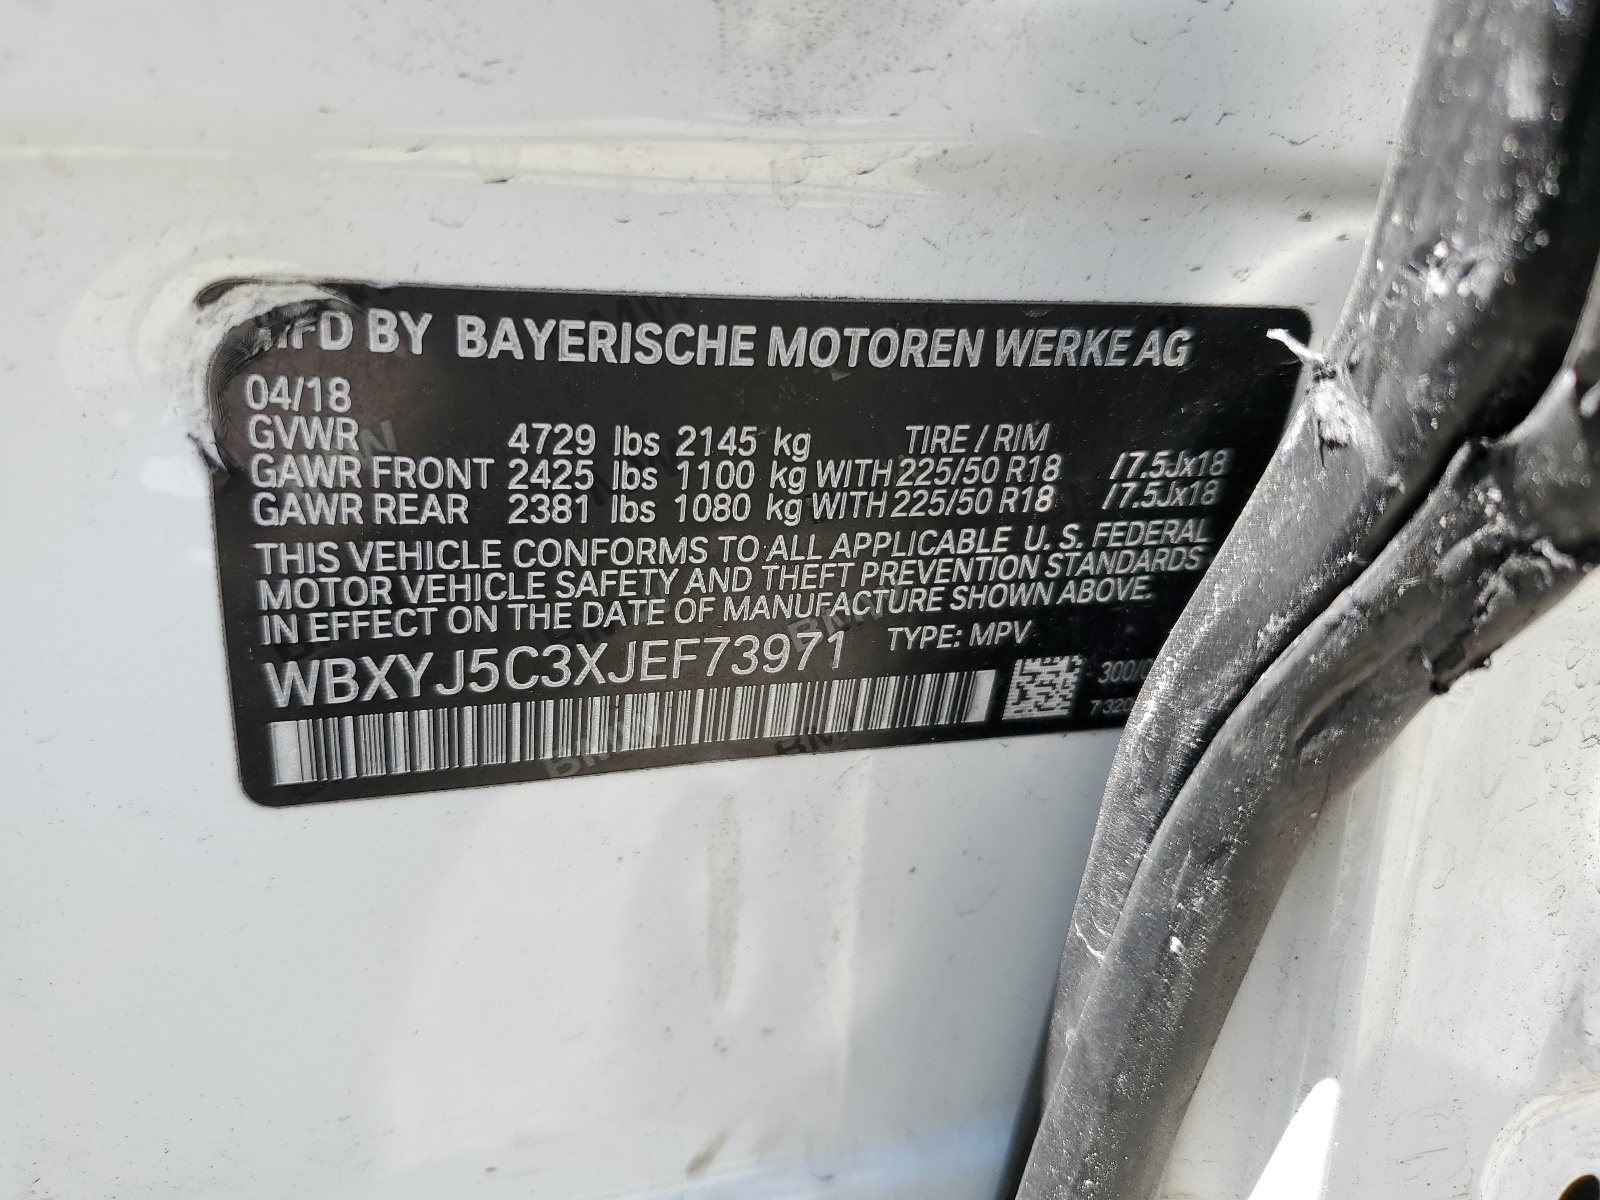 MFD BY BAYERISCHE MOTOREN WERKE AG
04/18
GVWR 4729 lbs 2145 kg TIRE / RIM
GAWR FRONT 2425 lbs 1100 kg WITH 225/50 R18 /7.5Jx18
GAWR REAR 2381 lbs 1080 kg WITH 225/50 R18 /7.5Jx18
THIS VEHICLE CONFORMS TO ALL APPLICABLE U. S. FEDERAL
MOTOR VEHICLE SAFETY AND THEFT PREVENTION STANDARDS
IN EFFECT ON THE DATE OF MANUFACTURE SHOWN ABOVE.
WBXYJ5C3XJEF73971 TYPE: MPV